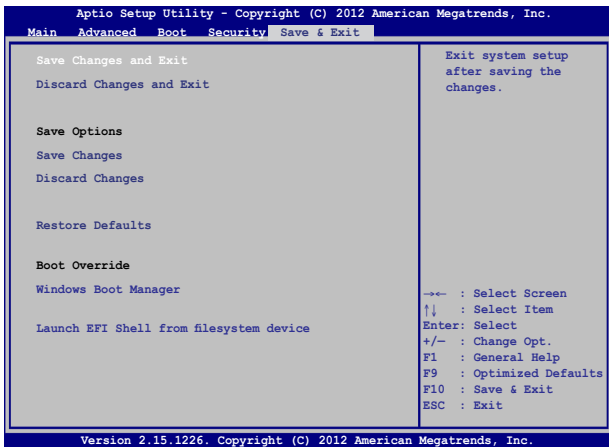 Aptio Setup Utility - Copyright (C) 2012 American Megatrends, Inc.
Main Advanced Boot Security Save & Exit
Save Changes and Exit
Discard Changes and Exit
Save Options
Save Changes
Discard Changes
Restore Defaults
Boot Override
Windows Boot Manager
Launch EFI Shell from filesystem device
Exit system setup
after saving the
changes.
→← : Select Screen
↑↓ : Select Item
Enter: Select
+/— : Change Opt.
F1 : General Help
F9 : Optimized Defaults
F10 : Save & Exit
ESC : Exit
Version 2.15.1226. Copyright (C) 2012 American Megatrends, Inc.